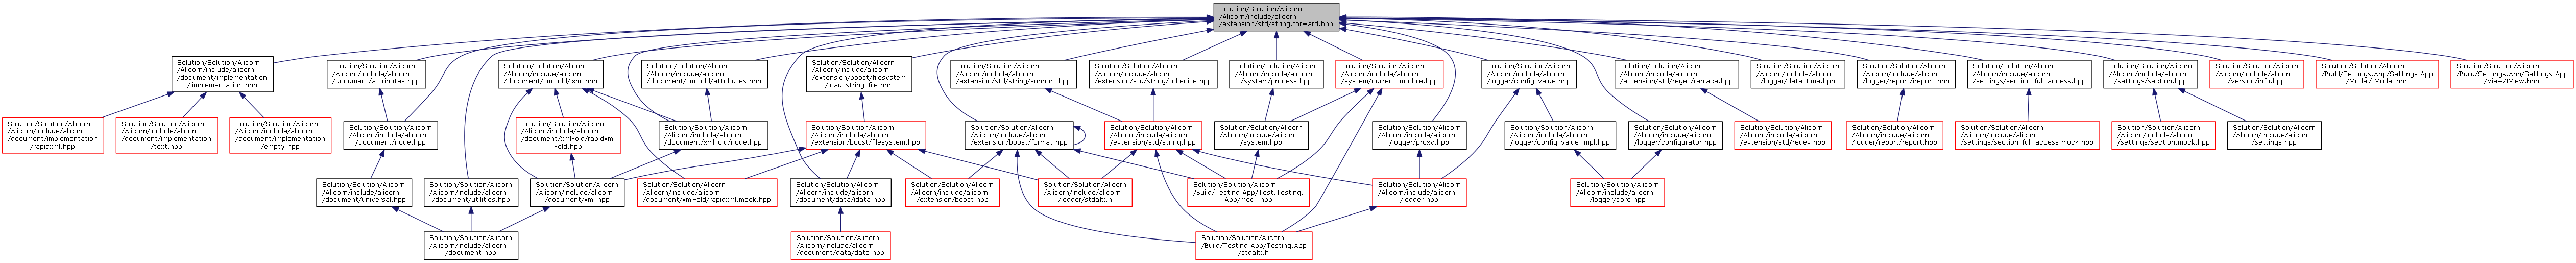 Solution/Solution/Alicorn
/Alicorn/include/alicorn
/extension/std/string.forward.hpp
Solution/Solution/Alicorn
/Alicorn/include/alicorn
/document/implementation
/implementation.hpp
Solution/Solution/Alicorn
/Alicorn/include/alicorn
/document/attributes.hpp
Solution/Solution/Alicorn
/Alicorn/include/alicorn
/document/xml-old/xml.hpp
Solution/Solution/Alicorn
/Alicorn/include/alicorn
/document/xml-old/attributes.hpp
Solution/Solution/Alicorn
/Alicorn/include/alicorn
/extension/boost/filesystem
/load-string-file.hpp
Solution/Solution/Alicorn
/Alicorn/include/alicorn
/extension/std/string/support.hpp
Solution/Solution/Alicorn
/Alicorn/include/alicorn
/extension/std/string/tokenize.hpp
Solution/Solution/Alicorn
/Alicorn/include/alicorn
/system/process.hpp
Solution/Solution/Alicorn
/Alicorn/include/alicorn
/system/current-module.hpp
Solution/Solution/Alicorn
/Alicorn/include/alicorn
/logger/config-value.hpp
Solution/Solution/Alicorn
/Alicorn/include/alicorn
/extension/std/regex/replace.hpp
Solution/Solution/Alicorn
/Alicorn/include/alicorn
/logger/date-time.hpp
Solution/Solution/Alicorn
/Alicorn/include/alicorn
/logger/report/ireport.hpp
Solution/Solution/Alicorn
/Alicorn/include/alicorn
/settings/section-full-access.hpp
Solution/Solution/Alicorn
/Alicorn/include/alicorn
/settings/section.hpp
Solution/Solution/Alicorn
/Alicorn/include/alicorn
/version/info.hpp
Solution/Solution/Alicorn
/Build/Settings.App/Settings.App
/Model/IModel.hpp
Solution/Solution/Alicorn
/Build/Settings.App/Settings.App
/View/IView.hpp
Solution/Solution/Alicorn
/Alicorn/include/alicorn
/document/implementation
/rapidxml.hpp
Solution/Solution/Alicorn
/Alicorn/include/alicorn
/document/implementation
/text.hpp
Solution/Solution/Alicorn
/Alicorn/include/alicorn
/document/implementation
/empty.hpp
Solution/Solution/Alicorn
/Alicorn/include/alicorn
/document/node.hpp
Solution/Solution/Alicorn
/Alicorn/include/alicorn
/document/xml-old/rapidxml
-old.hpp
Solution/Solution/Alicorn
/Alicorn/include/alicorn
/document/xml-old/node.hpp
Solution/Solution/Alicorn
/Alicorn/include/alicorn
/extension/boost/filesystem.hpp
Solution/Solution/Alicorn
/Alicorn/include/alicorn
/extension/boost/format.hpp
Solution/Solution/Alicorn
/Alicorn/include/alicorn
/extension/std/string.hpp
Solution/Solution/Alicorn
/Alicorn/include/alicorn
/system.hpp
Solution/Solution/Alicorn
/Alicorn/include/alicorn
/logger/proxy.hpp
Solution/Solution/Alicorn
/Alicorn/include/alicorn
/logger/config-value-impl.hpp
Solution/Solution/Alicorn
/Alicorn/include/alicorn
/logger/configurator.hpp
Solution/Solution/Alicorn
/Alicorn/include/alicorn
/extension/std/regex.hpp
Solution/Solution/Alicorn
/Alicorn/include/alicorn
/logger/report/report.hpp
Solution/Solution/Alicorn
/Alicorn/include/alicorn
/settings/section-full-access.mock.hpp
Solution/Solution/Alicorn
/Alicorn/include/alicorn
/settings/section.mock.hpp
Solution/Solution/Alicorn
/Alicorn/include/alicorn
/settings.hpp
Solution/Solution/Alicorn
/Alicorn/include/alicorn
/document/universal.hpp
Solution/Solution/Alicorn
/Alicorn/include/alicorn
/document/utilities.hpp
Solution/Solution/Alicorn
/Alicorn/include/alicorn
/document/xml.hpp
Solution/Solution/Alicorn
/Alicorn/include/alicorn
/document/xml-old/rapidxml.mock.hpp
Solution/Solution/Alicorn
/Alicorn/include/alicorn
/document/data/idata.hpp
Solution/Solution/Alicorn
/Alicorn/include/alicorn
/extension/boost.hpp
Solution/Solution/Alicorn
/Alicorn/include/alicorn
/logger/stdafx.h
Solution/Solution/Alicorn
/Build/Testing.App/Test.Testing.
App/mock.hpp
Solution/Solution/Alicorn
/Alicorn/include/alicorn
/logger.hpp
Solution/Solution/Alicorn
/Alicorn/include/alicorn
/logger/core.hpp
Solution/Solution/Alicorn
/Alicorn/include/alicorn
/document.hpp
Solution/Solution/Alicorn
/Alicorn/include/alicorn
/document/data/data.hpp
Solution/Solution/Alicorn
/Build/Testing.App/Testing.App
/stdafx.h